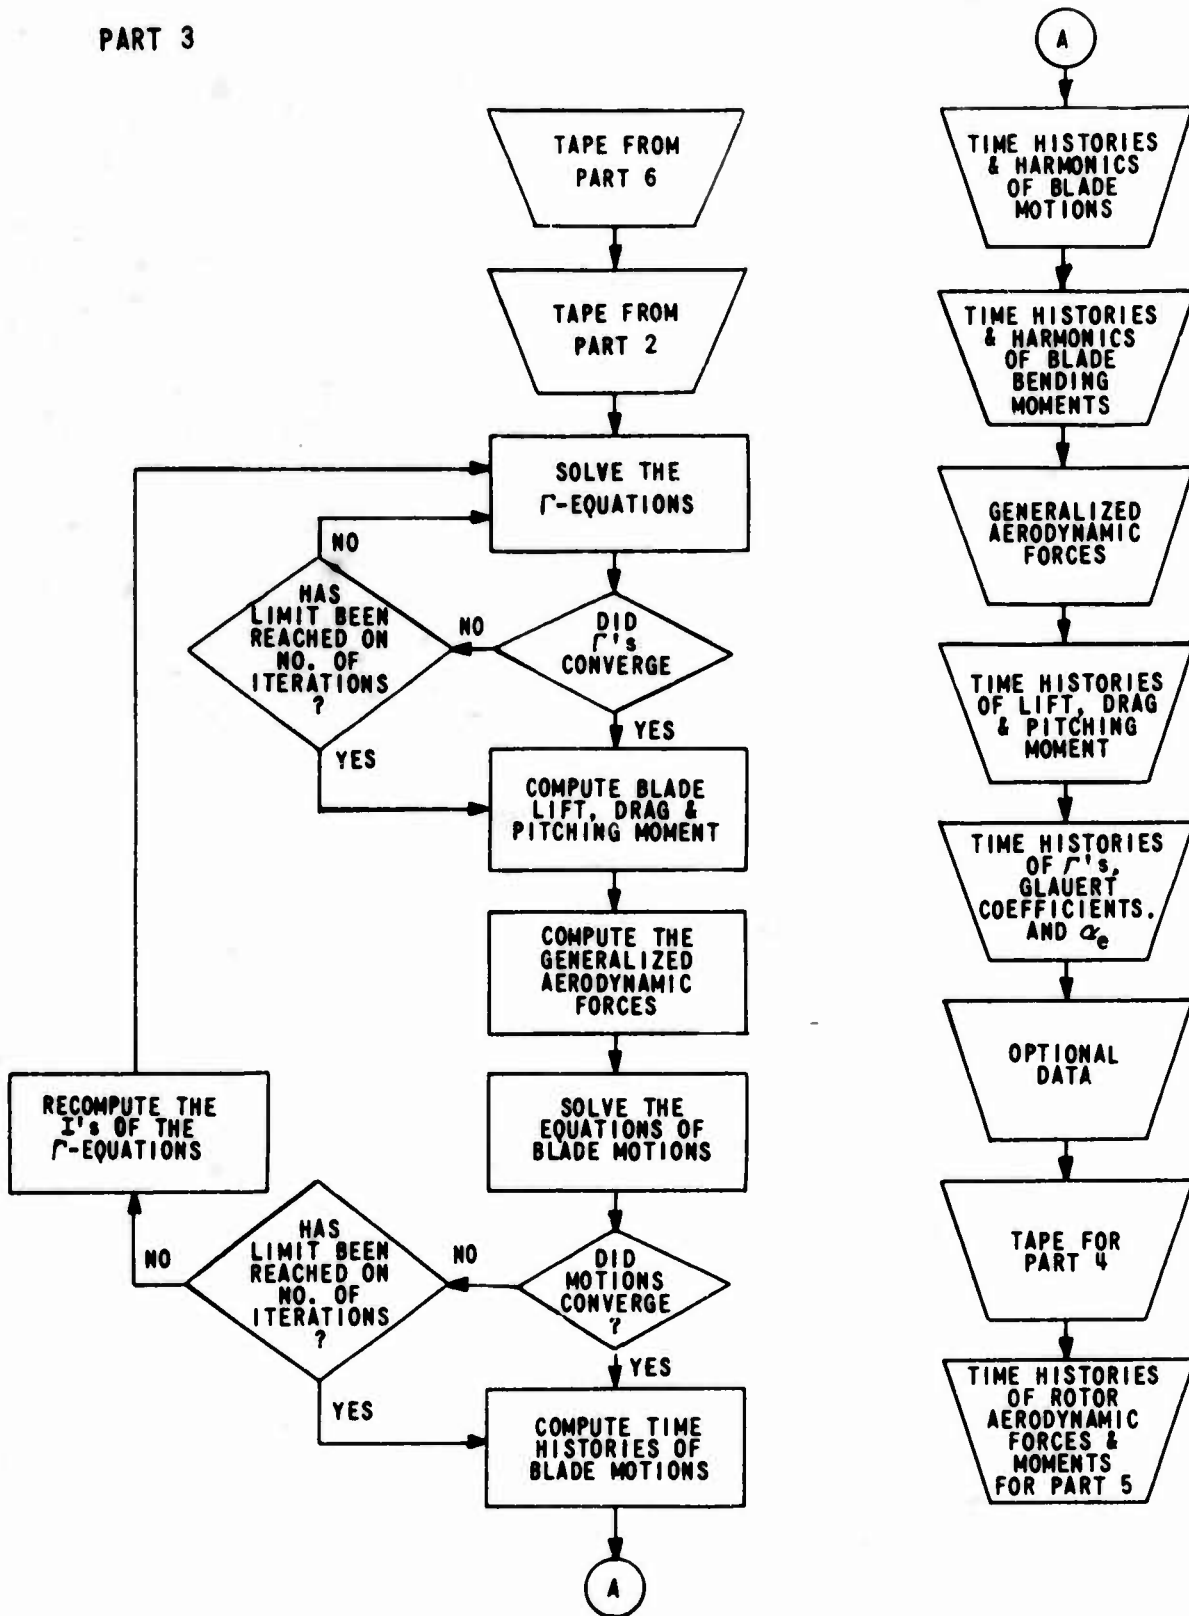 PART 3
TAPE FROM
PART 6
TAPE FROM
PART 2
SOLVE THE
Γ-EQUATIONS
NO
HAS
LIMIT BEEN
REACHED ON
NO. OF
ITERATIONS
?
NO
DID
Γ's
CONVERGE
YES
YES
COMPUTE BLADE
LIFT, DRAG &
PITCHING MOMENT
COMPUTE THE
GENERALIZED
AERODYNAMIC
FORCES
RECOMPUTE THE
I's OF THE
Γ-EQUATIONS
SOLVE THE
EQUATIONS OF
BLADE MOTIONS
NO
HAS
LIMIT BEEN
REACHED ON
NO. OF
ITERATIONS
?
NO
DID
MOTIONS
CONVERGE
?
YES
YES
COMPUTE TIME
HISTORIES OF
BLADE MOTIONS
A
A
TIME HISTORIES
& HARMONICS
OF BLADE
MOTIONS
TIME HISTORIES
& HARMONICS
OF BLADE
BENDING
MOMENTS
GENERALIZED
AERODYNAMIC
FORCES
TIME HISTORIES
OF LIFT, DRAG
& PITCHING
MOMENT
TIME HISTORIES
OF Γ's,
GLAUERT
COEFFICIENTS.
AND αe
OPTIONAL
DATA
TAPE FOR
PART 4
TIME HISTORIES
OF ROTOR
AERODYNAMIC
FORCES &
MOMENTS
FOR PART 5